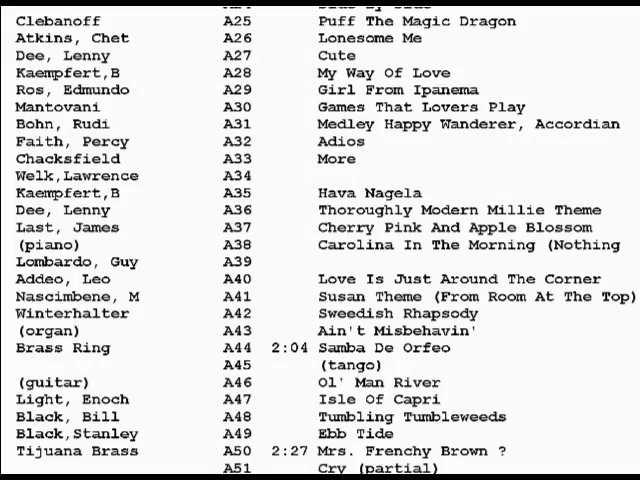 Clebanoff A25 Puff The Magic Dragon
Atkins, Chet A26 Lonesome Me
Dee, Lenny A27 Cute
Kaempfert,B A28 My Way Of Love
Ros, Edmundo A29 Girl From Ipanema
Mantovani A30 Games That Lovers Play
Bohn, Rudi A31 Medley Happy Wanderer, Accordian
Faith, Percy A32 Adios
Chacksfield A33 More
Welk,Lawrence A34
Kaempfert,B A35 Hava Nagela
Dee, Lenny A36 Thoroughly Modern Millie Theme
Last, James A37 Cherry Pink And Apple Blossom
(piano) A38 Carolina In The Morning (Nothing
Lombardo, Guy A39
Addeo, Leo A40 Love Is Just Around The Corner
Nascimbene, M A41 Susan Theme (From Room At The Top)
Winterhalter A42 Sweedish Rhapsody
(organ) A43 Ain't Misbehavin'
Brass Ring A44 2:04 Samba De Orfeo
A45 (tango)
(guitar) A46 Ol' Man River
Light, Enoch A47 Isle Of Capri
Black, Bill A48 Tumbling Tumbleweeds
Black,Stanley A49 Ebb Tide
Tijuana Brass A50 2:27 Mrs. Frenchy Brown ?
A51 Cry (partial)